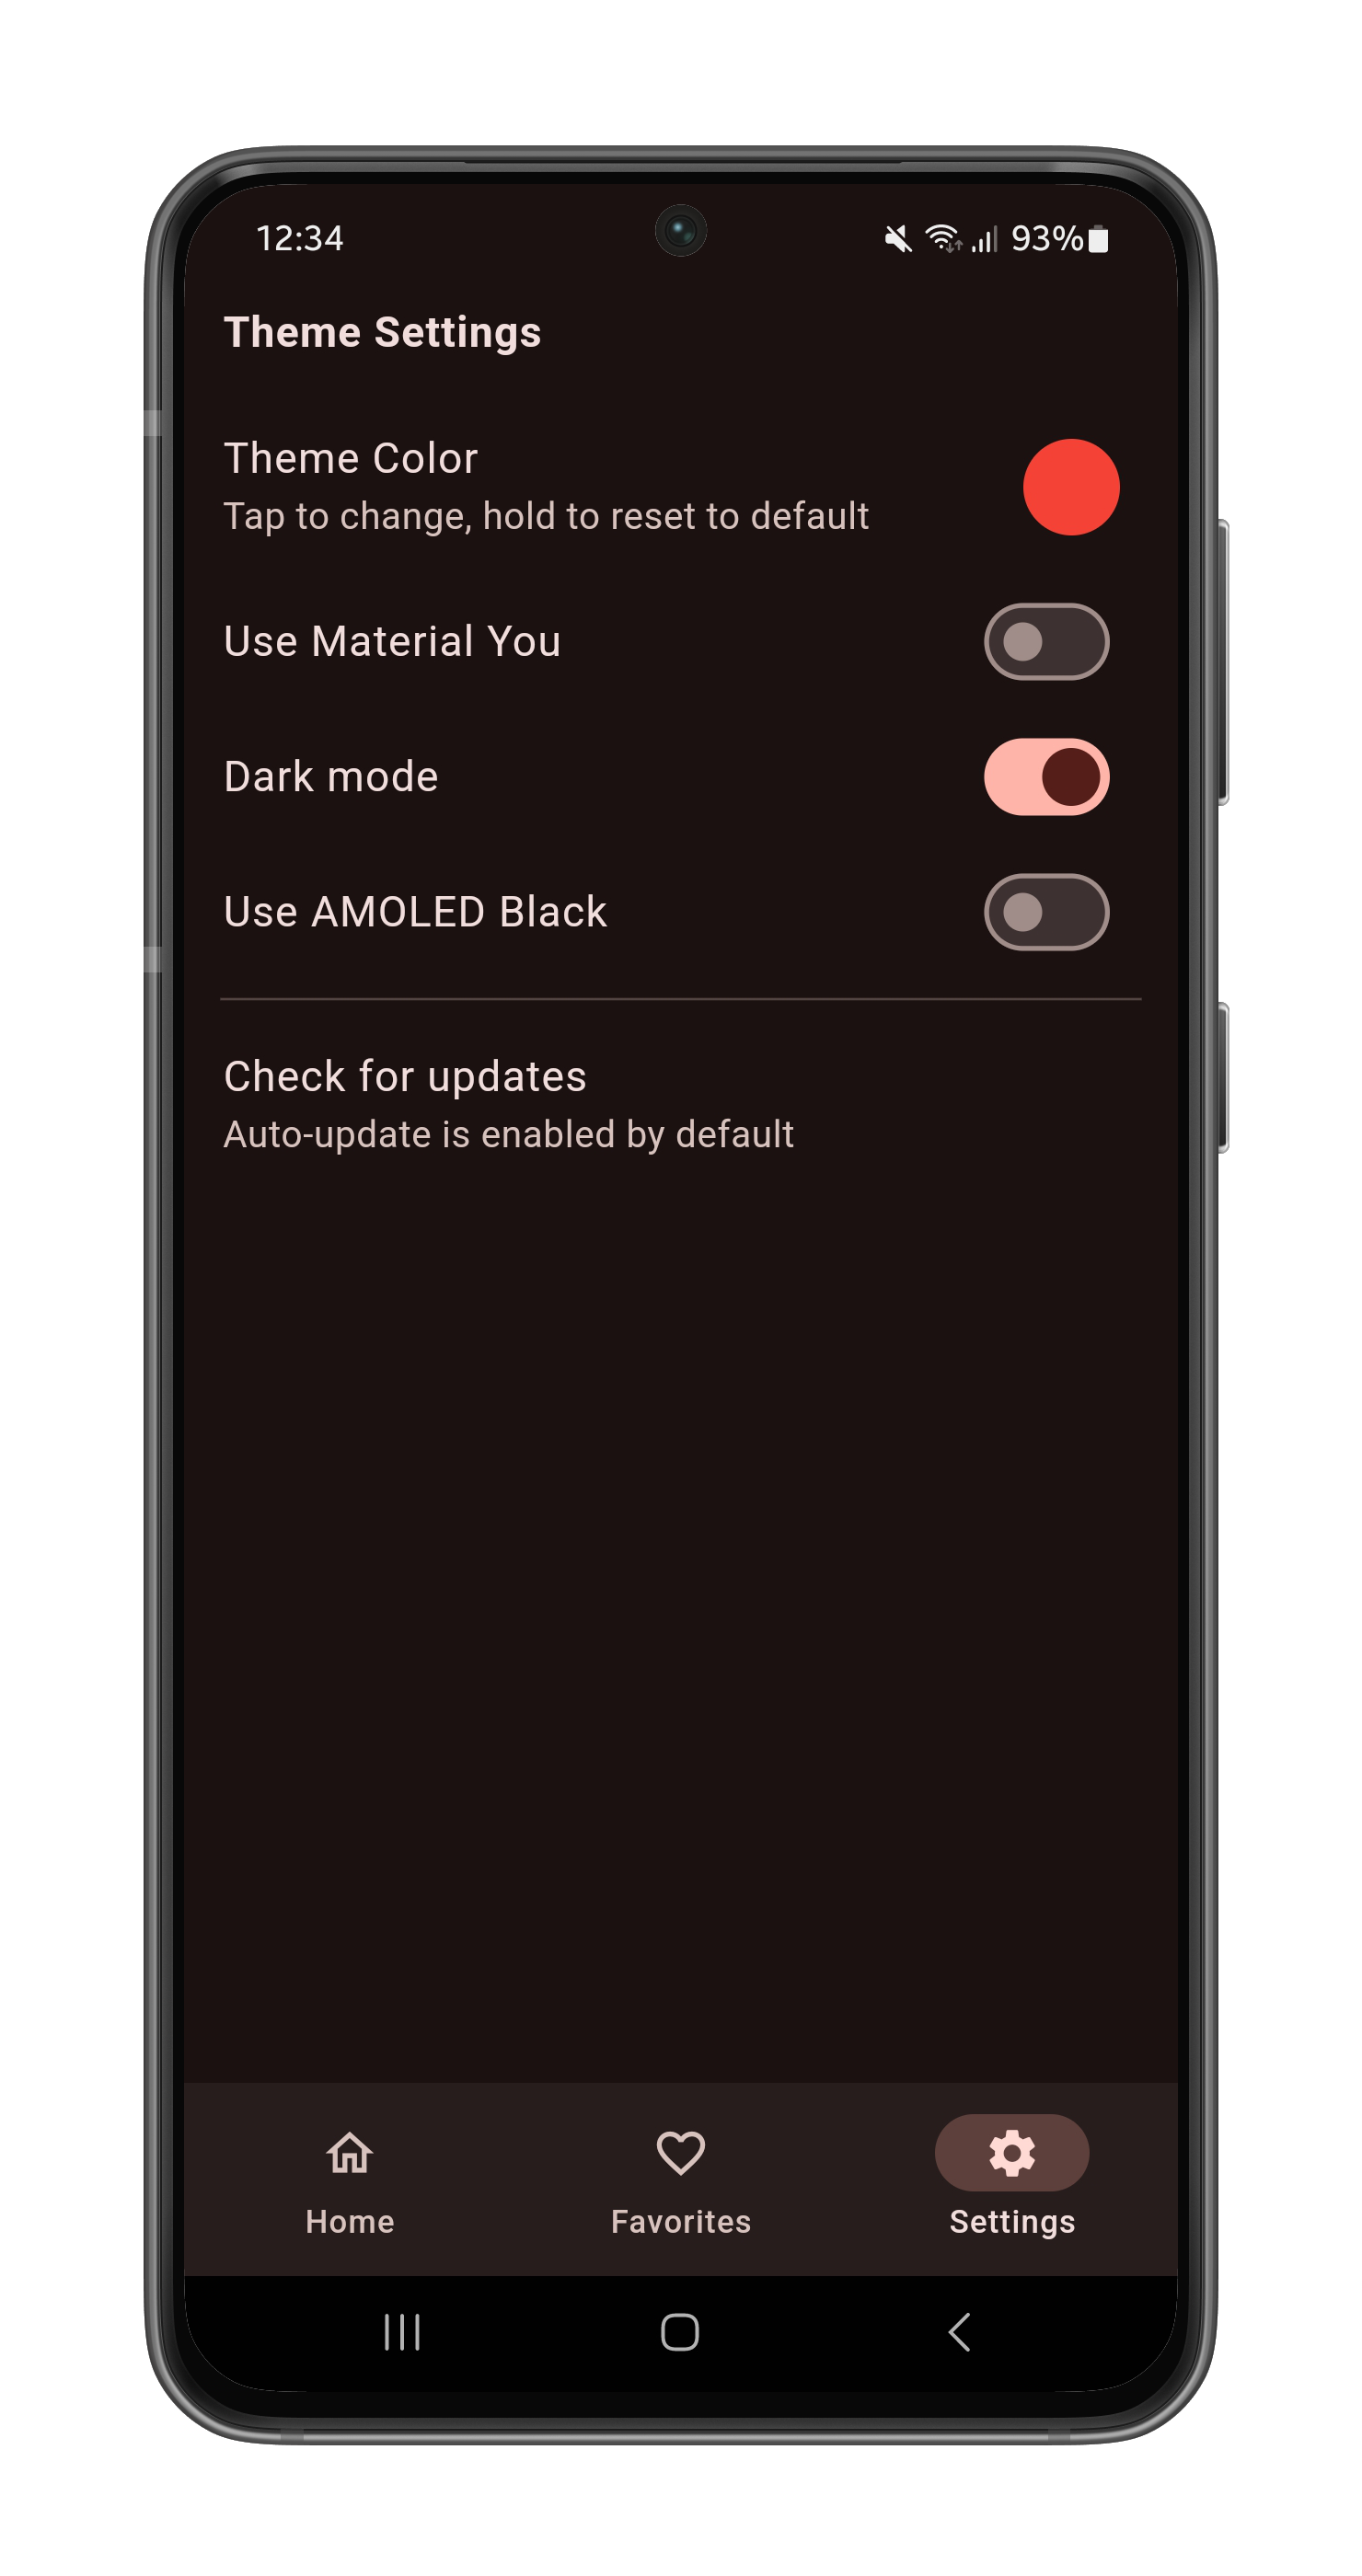 12:34
93%
Theme Settings
Theme Color
Tap to change, hold to reset to default
Use Material You
Dark mode
Use AMOLED Black
Check for updates
Auto-update is enabled by default
Home
Favorites
Settings